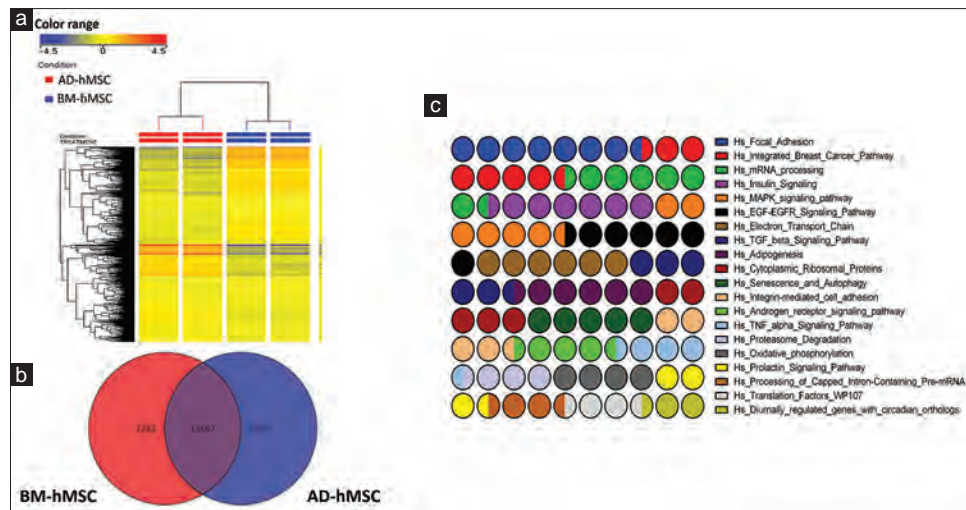 a
Color range
-4.5 0 4.5
Condition
AD-hMSC
BM-hMSC
b
BM-hMSC
AD-hMSC
c
Hs_Focal_Adhesion
Hs_Integrated_Breast_Cancer_Pathway
Hs_mRNA_processing
Hs_Insulin_Signaling
Hs_MAPK_signaling_pathway
Hs_EGF-EGFR_Signaling_Pathway
Hs_Electron_Transport_Chain
Hs_TGF_beta_Signaling_Pathway
Hs_Adipogenesis
Hs_Cytoplasmic_Ribosomal_Proteins
Hs_Senescence_and_Autophagy
Hs_Integrin-mediated_cell_adhesion
Hs_Androgen_receptor_signaling_pathway
Hs_TNF_alpha_Signaling_Pathway
Hs_Proteasome_Degradation
Hs_Oxidative_phosphorylation
Hs_Prolactin_Signaling_Pathway
Hs_Processing_of_Capped_Intron-Containing_Pre-mRNA
Hs_Translation_Factors_WP107
Hs_Diurnally_regulated_genes_with_circadian_orthologs